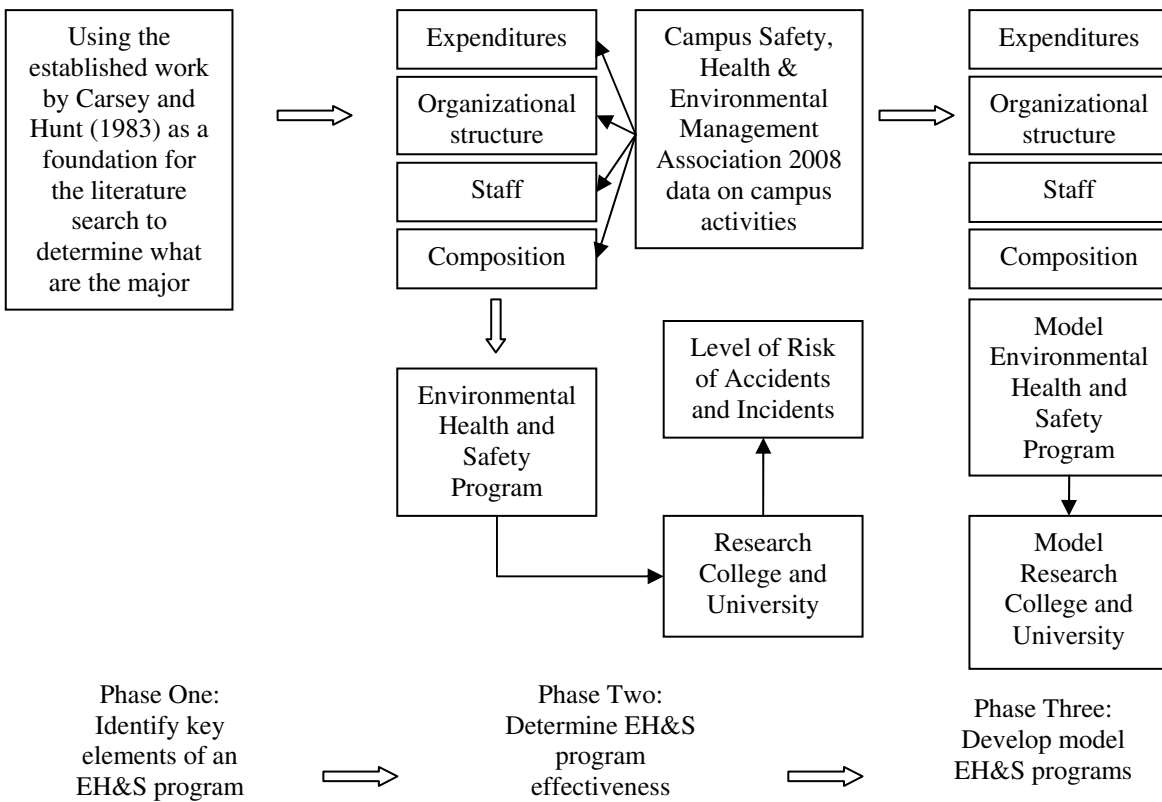 Using the
established work
by Carsey and
Hunt (1983) as a
foundation for
the literature
search to
determine what
are the major
Expenditures
Organizational
structure
Staff
Composition
Campus Safety,
Health &
Environmental
Management
Association 2008
data on campus
activities
Environmental
Health and
Safety
Program
Level of Risk
of Accidents
and Incidents
Research
College and
University
Expenditures
Organizational
structure
Staff
Composition
Model
Environmental
Health and
Safety
Program
Model
Research
College and
University
Phase One:
Identify key
elements of an
EH&S program
Phase Two:
Determine EH&S
program
effectiveness
Phase Three:
Develop model
EH&S programs